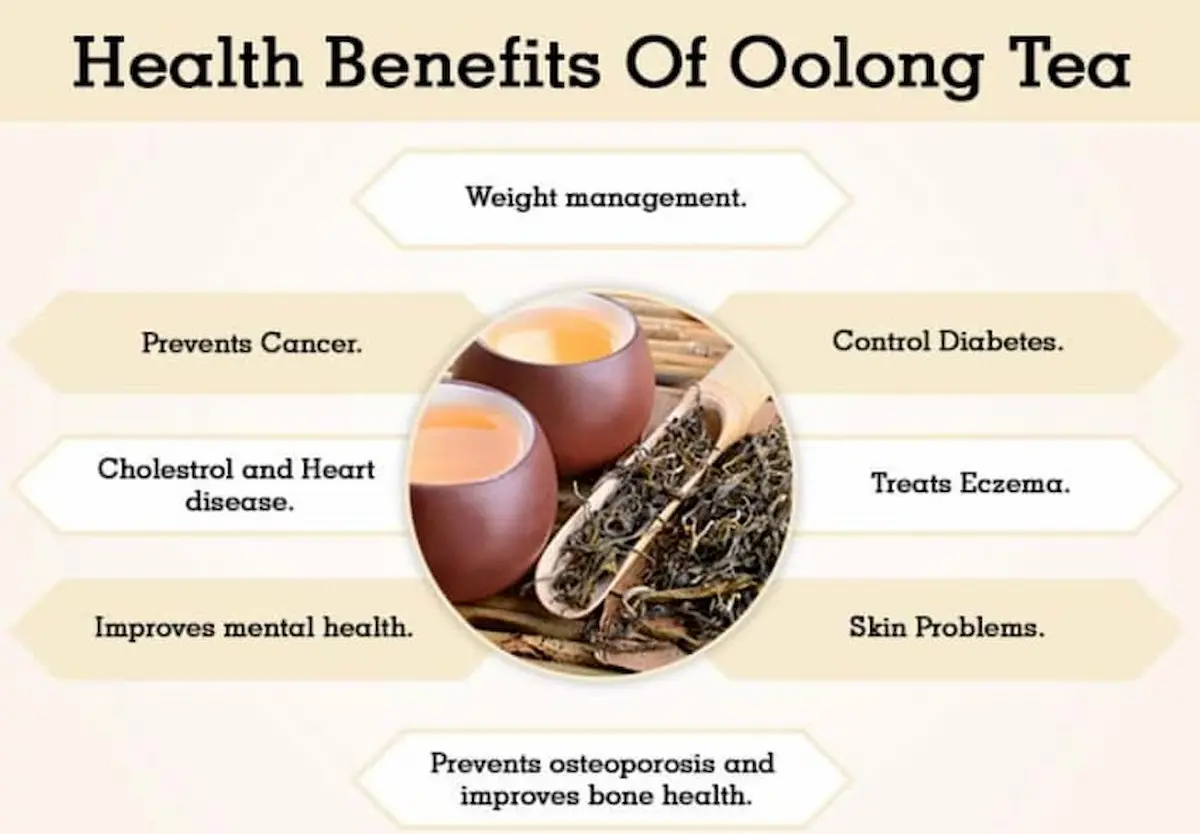 Health Benefits Of Oolong Tea
Weight management.
Prevents Cancer.
Control Diabetes.
Cholestrol and Heart
disease.
Treats Eczema.
Improves mental health.
Skin Problems.
Prevents osteoporosis and
improves bone health.